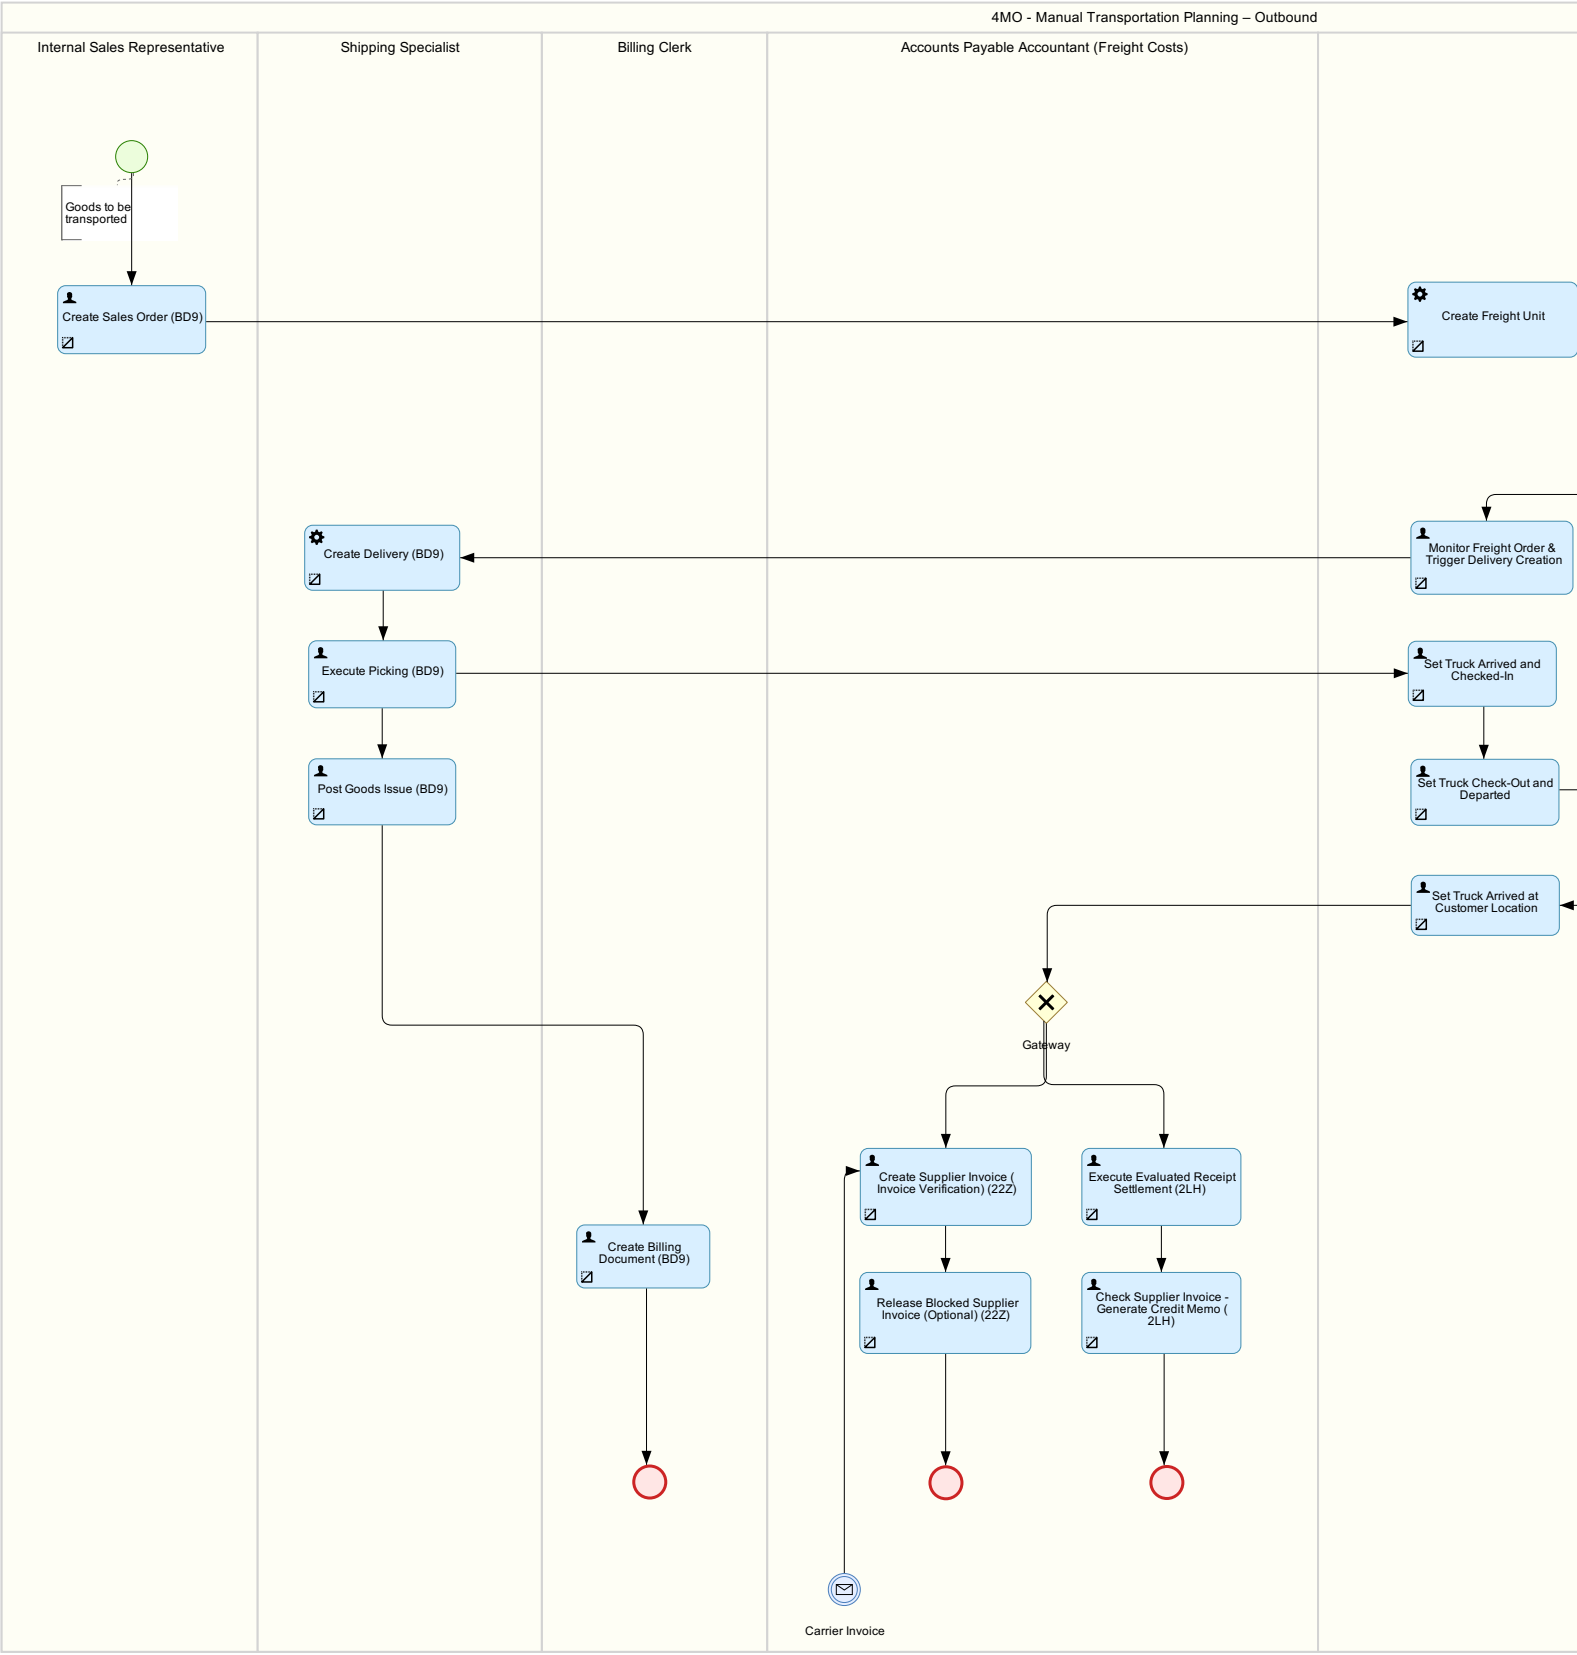 4MO - Manual Transportation Planning – Outbound
Internal Sales Representative
Shipping Specialist
Billing Clerk
Accounts Payable Accountant (Freight Costs)
Goods to be
transported
Create Sales Order (BD9)
Create Freight Unit
Create Delivery (BD9)
Monitor Freight Order &
Trigger Delivery Creation
Execute Picking (BD9)
Set Truck Arrived and
Checked-In
Post Goods Issue (BD9)
Set Truck Check-Out and
Departed
Set Truck Arrived at
Customer Location
Gateway
Create Supplier Invoice (
Invoice Verification) (22Z)
Execute Evaluated Receipt
Settlement (2LH)
Create Billing
Document (BD9)
Release Blocked Supplier
Invoice (Optional) (22Z)
Check Supplier Invoice -
Generate Credit Memo (
2LH)
Carrier Invoice